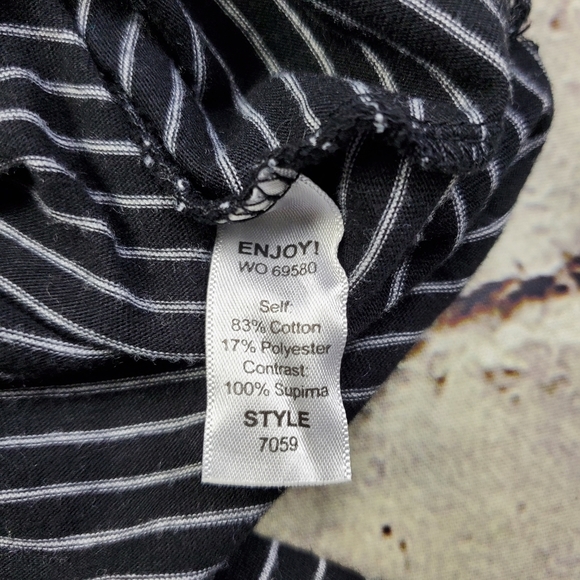 ENJOY!
WO 69580
Self:
83% Cotton
17% Polyester
Contrast:
100% Supima
STYLE
7059